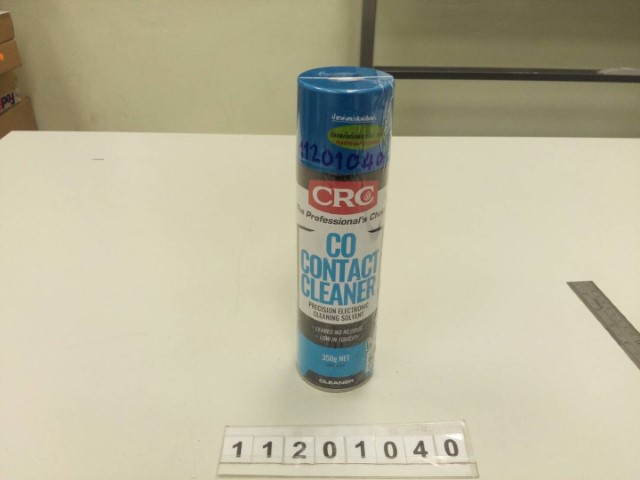 11201040
CRC
The Professional's Choice
CO
CONTACT
CLEANER
PRECISION ELECTRONIC
CLEANING SOLVENT
• LEAVES NO RESIDUE
• LOW IN TOXICITY
350g NET
CLEANER
11201040